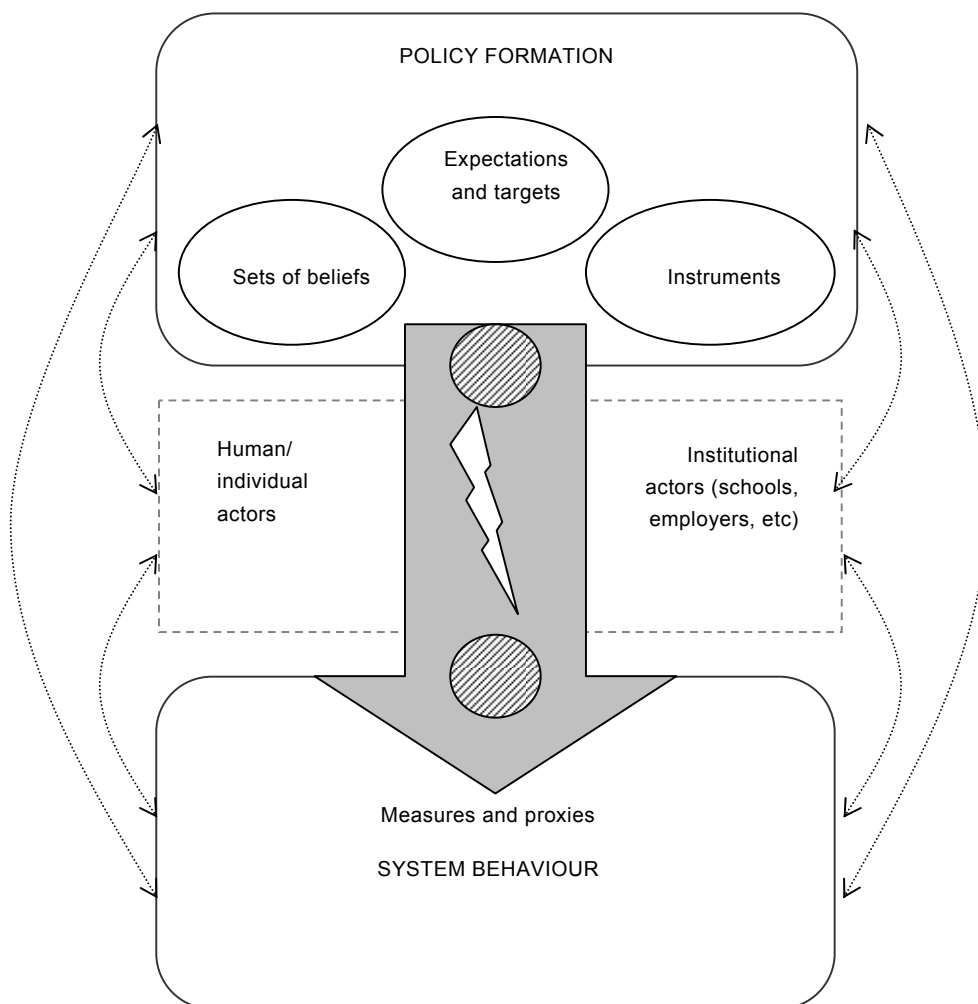 POLICY FORMATION
Expectations
and targets
Sets of beliefs
Instruments
Human/
individual
actors
Institutional
actors (schools,
employers, etc)
Measures and proxies
SYSTEM BEHAVIOUR